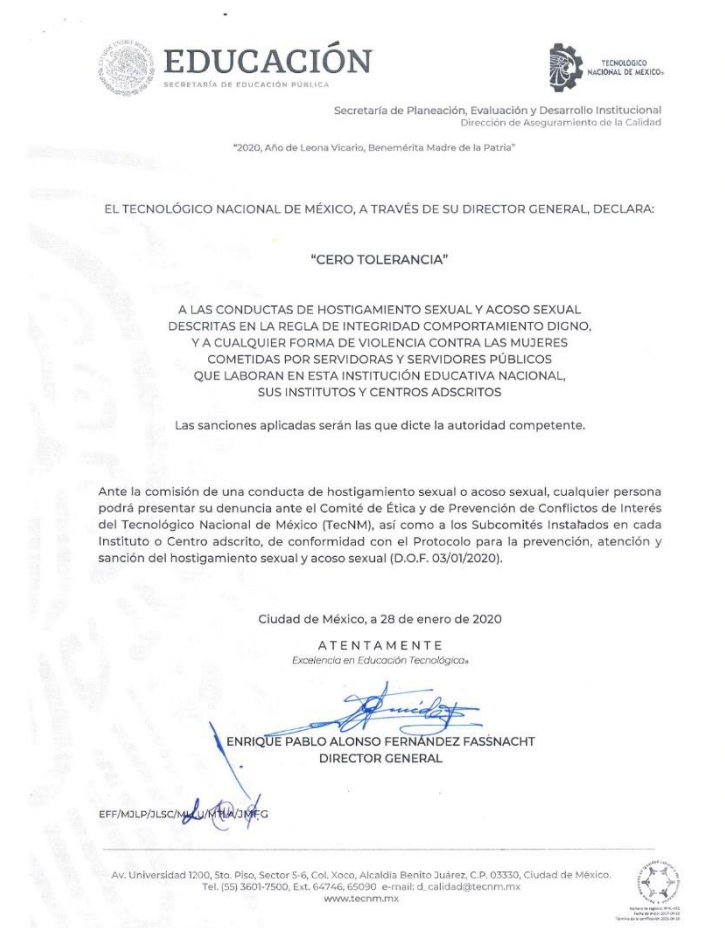 EDUCACIÓN
SECRETARÍA DE EDUCACIÓN PÚBLICA
TECNOLÓGICO
NACIONAL DE MÉXICO
Secretaría de Planeación, Evaluación y Desarrollo Institucional
Dirección de Aseguramiento de la Calidad
"2020, Año de Leona Vicario, Benemérita Madre de la Patria"
EL TECNOLÓGICO NACIONAL DE MÉXICO, A TRAVÉS DE SU DIRECTOR GENERAL, DECLARA:
"CERO TOLERANCIA"
A LAS CONDUCTAS DE HOSTIGAMIENTO SEXUAL Y ACOSO SEXUAL
DESCRITAS EN LA REGLA DE INTEGRIDAD COMPORTAMIENTO DIGNO,
Y A CUALQUIER FORMA DE VIOLENCIA CONTRA LAS MUJERES
COMETIDAS POR SERVIDORAS Y SERVIDORES PÚBLICOS
QUE LABORAN EN ESTA INSTITUCIÓN EDUCATIVA NACIONAL,
SUS INSTITUTOS Y CENTROS ADSCRITOS
Las sanciones aplicadas serán las que dicte la autoridad competente.
Ante la comisión de una conducta de hostigamiento sexual o acoso sexual, cualquier persona
podrá presentar su denuncia ante el Comité de Ética y de Prevención de Conflictos de Interés
del Tecnológico Nacional de México (TecNM), así como a los Subcomités Instalados en cada
Instituto o Centro adscrito, de conformidad con el Protocolo para la prevención, atención y
sanción del hostigamiento sexual y acoso sexual (D.O.F. 03/01/2020).
Ciudad de México, a 28 de enero de 2020
ATENTAMENTE
Excelencia en Educación Tecnológica®
ENRIQUE PABLO ALONSO FERNÁNDEZ FASSNACHT
DIRECTOR GENERAL
EFF/MJLP/JLSC/
Av. Universidad 1200, 5to. Piso, Sector 5-6, Col. Xoco, Alcaldía Benito Juárez, C.P. 03330, Ciudad de México.
Tel. (55) 3601-7500, Ext. 64746, 65090 e-mail: d_calidad@tecnm.mx
www.tecnm.mx